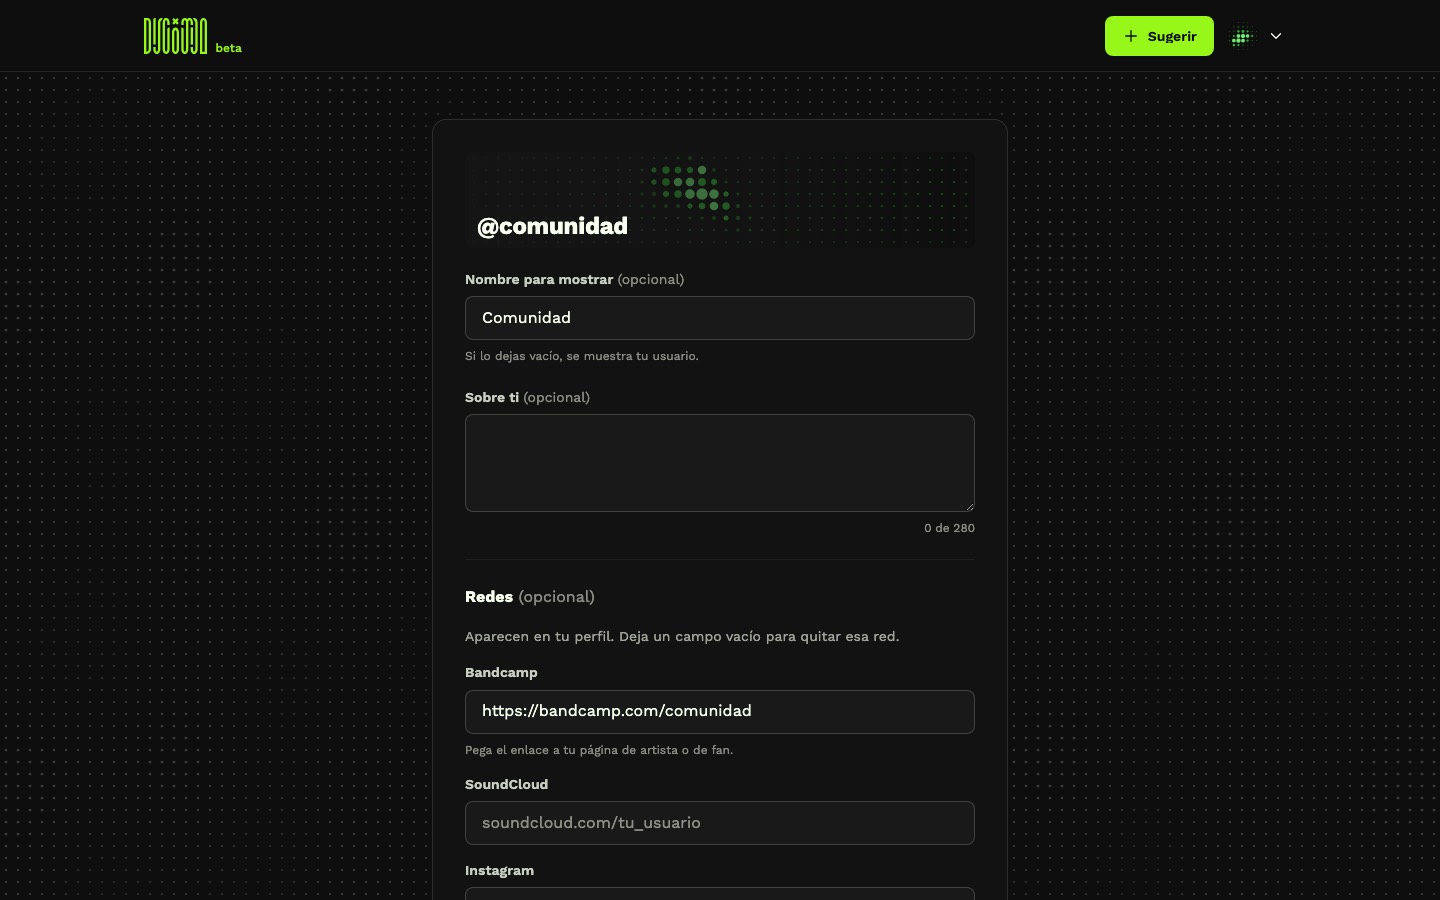 beta
Sugerir
@comunidad
Nombre para mostrar (opcional)
Comunidad
Si lo dejas vacío, se muestra tu usuario.
Sobre ti (opcional)
0 de 280
Redes (opcional)
Aparecen en tu perfil. Deja un campo vacío para quitar esa red.
Bandcamp
https://bandcamp.com/comunidad
Pega el enlace a tu página de artista o de fan.
SoundCloud
soundcloud.com/tu_usuario
Instagram